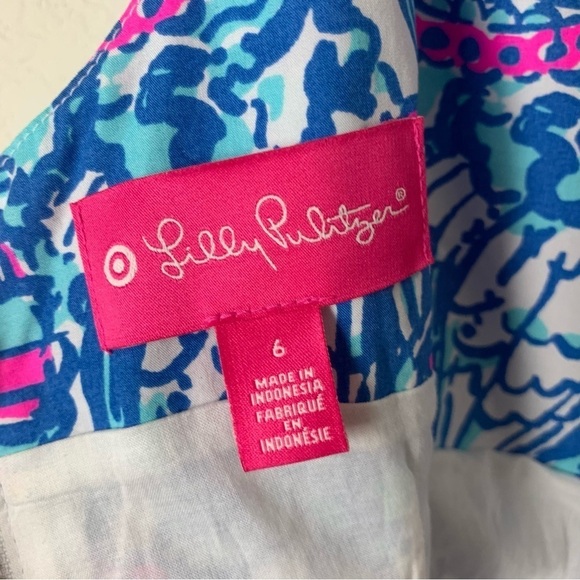 Lilly Pulitzer®
6
MADE IN
INDONESIA
FABRIQUÉ
EN
INDONÉSIE